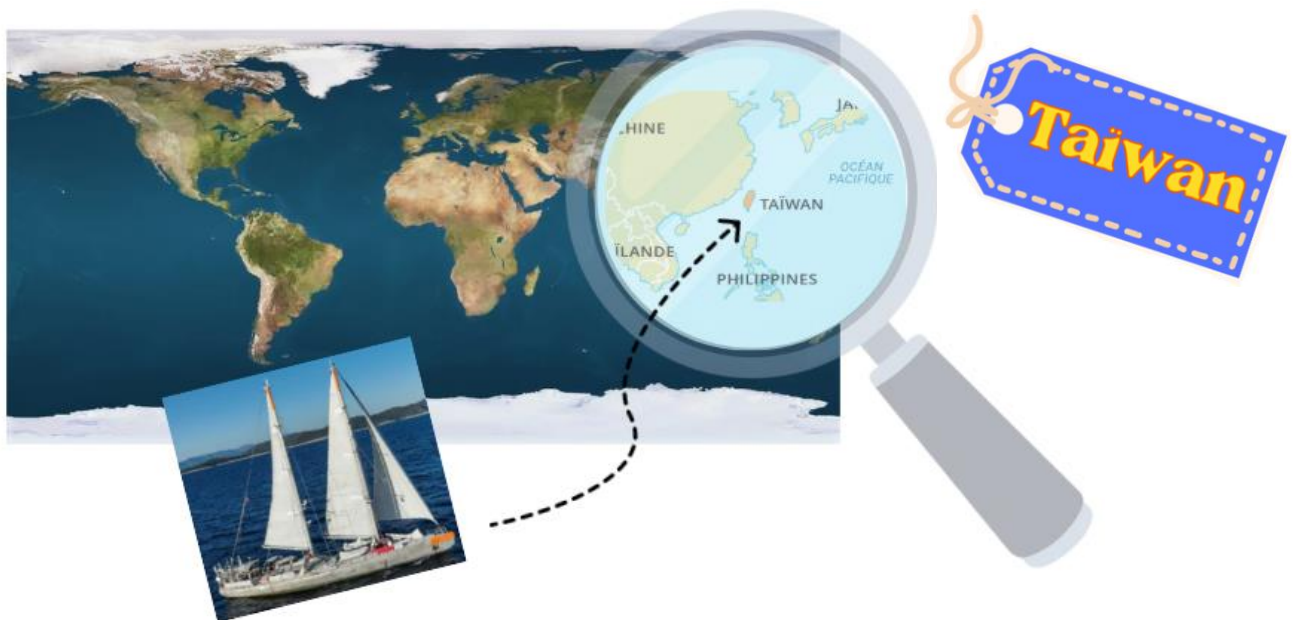 HINE
JA
OCÉAN
PACIFIQUE
TAÏWAN
ÏLANDE
PHILIPPINES
Taïwan